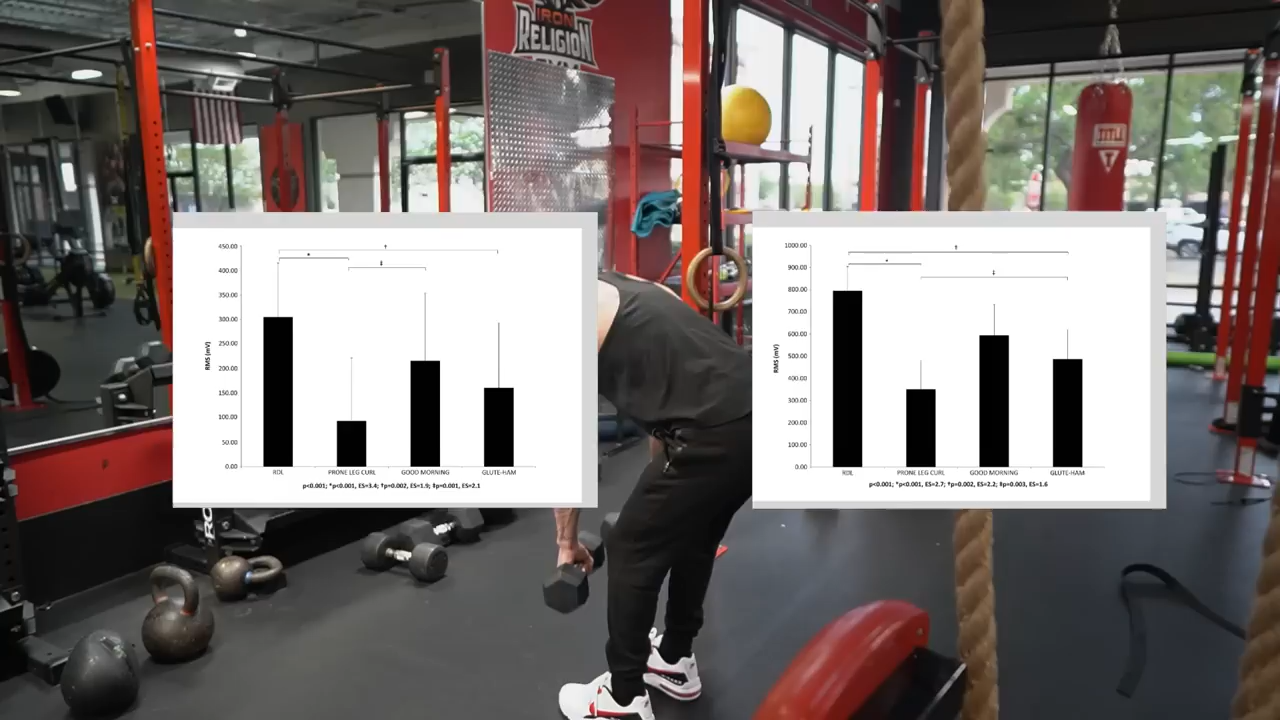 IRON
RELIGION
GYM
TITLE
T
450.00
400.00
350.00
300.00
250.00
200.00
150.00
100.00
50.00
0.00
RMS (mV)
*
†
‡
RDL
PRONE LEG CURL
GOOD MORNING
GLUTE-HAM
p<0.001; *p<0.001, ES=3.4; †p=0.002, ES=1.9; ‡p=0.001, ES=2.1
1000.00
900.00
800.00
700.00
600.00
500.00
400.00
300.00
200.00
100.00
0.00
RMS (mV)
*
†
‡
RDL
PRONE LEG CURL
GOOD MORNING
GLUTE-HAM
p<0.001; *p<0.001, ES=2.7; †p=0.002, ES=2.2; ‡p=0.003, ES=1.6